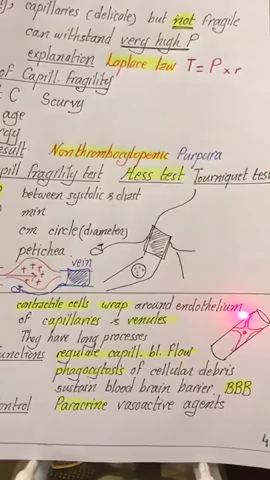 capillaries (delicate) but not Fragile
can withstand very high P
explanation Laplace law T = P x r
of Capill. fragility
C Scurvy
age
rgy
esult. Nonthrombocytopenic Purpura
pill fragility test Hess test Tourniquet test
between systolic & diast
min
cm circle (diameter)
petichea
vein
contractile cells wrap around endothelium
of capillaries & venules
They have long processes
unctions regulate capill. bl. Flow
phagocytosis of cellular debris
sustain blood brain barrier BBB
ontrol Paracrine vasoactive agents
4